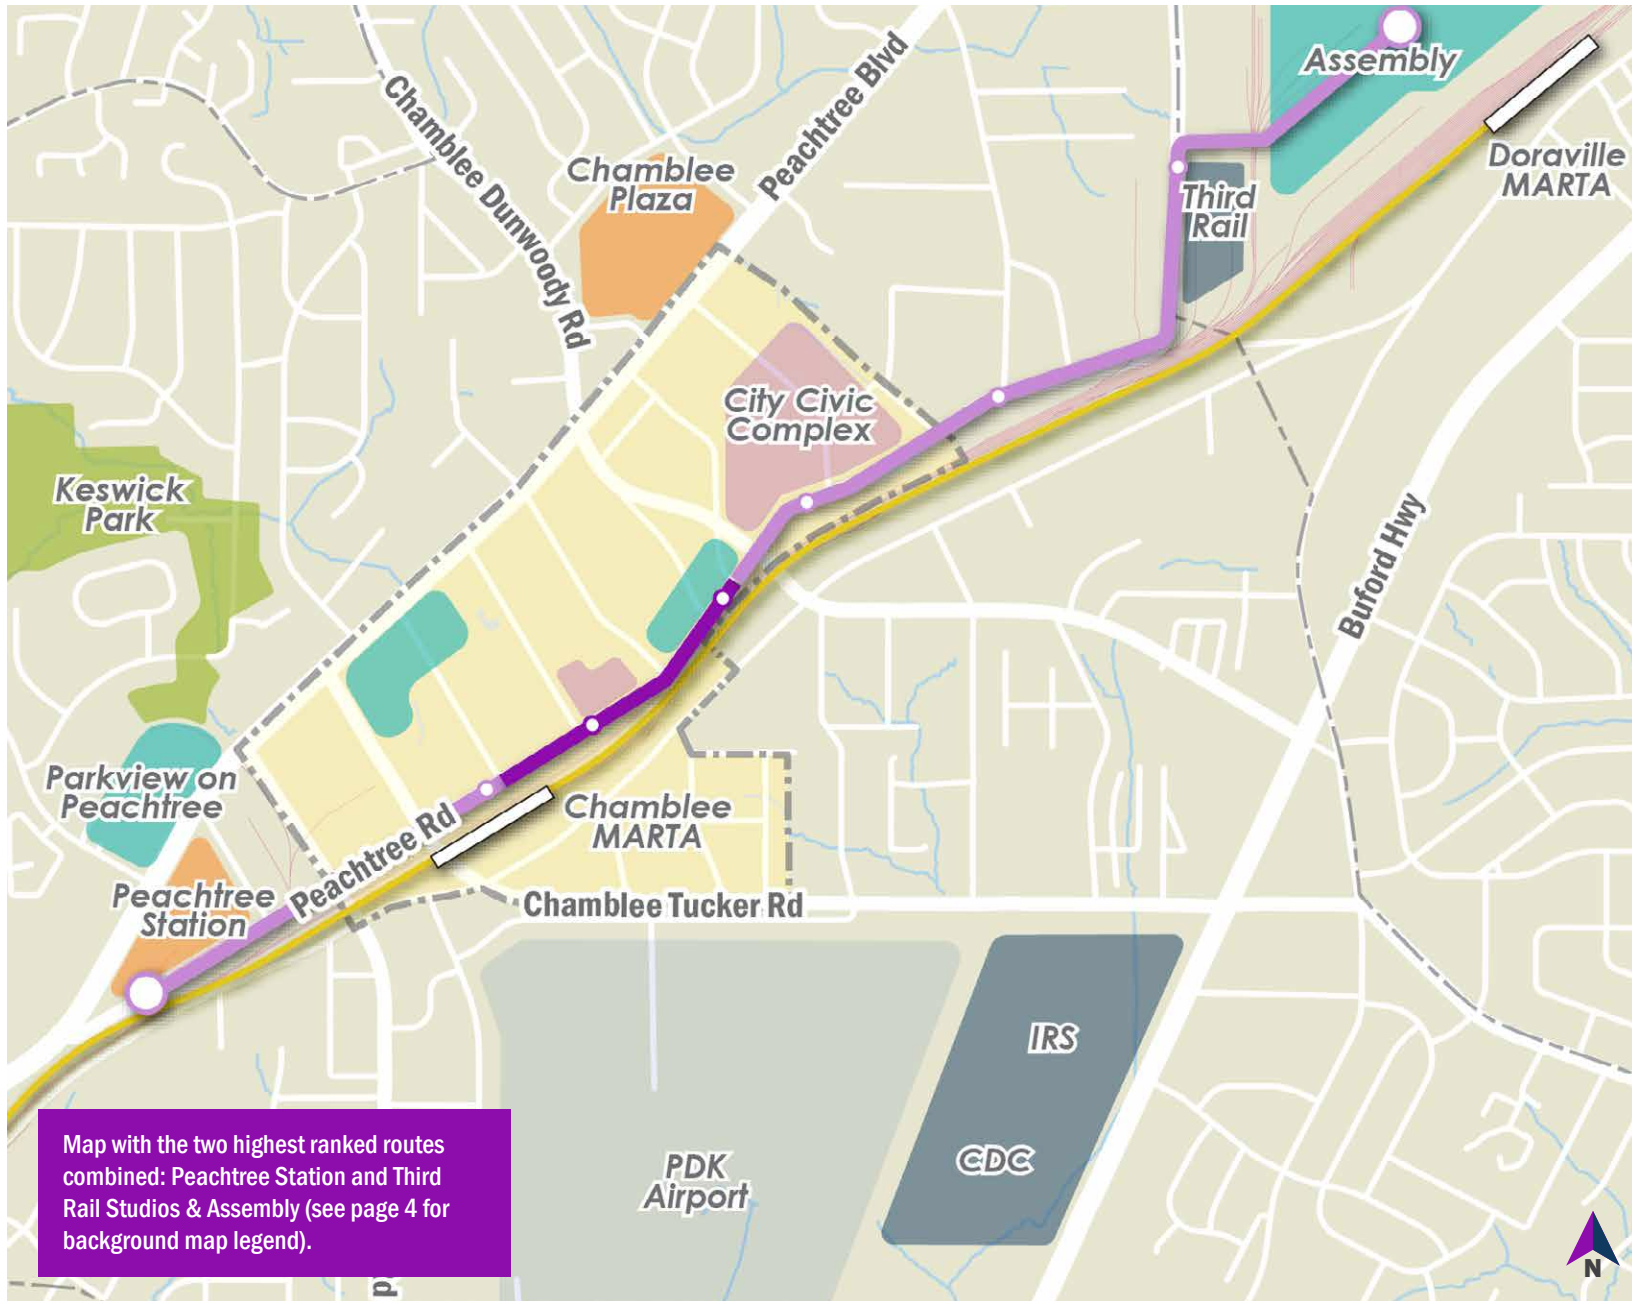 Assembly
Peachtree Blvd
Chamblee Dunwoody Rd
Doraville
MARTA
Chamblee
Plaza
Third
Rail
City Civic
Complex
Keswick
Park
Buford Hwy
Parkview on
Peachtree
Chamblee
MARTA
Peachtree Rd
Peachtree
Station
Chamblee Tucker Rd
IRS
CDC
PDK
Airport
Map with the two highest ranked routes
combined: Peachtree Station and Third
Rail Studios & Assembly (see page 4 for
background map legend).
N